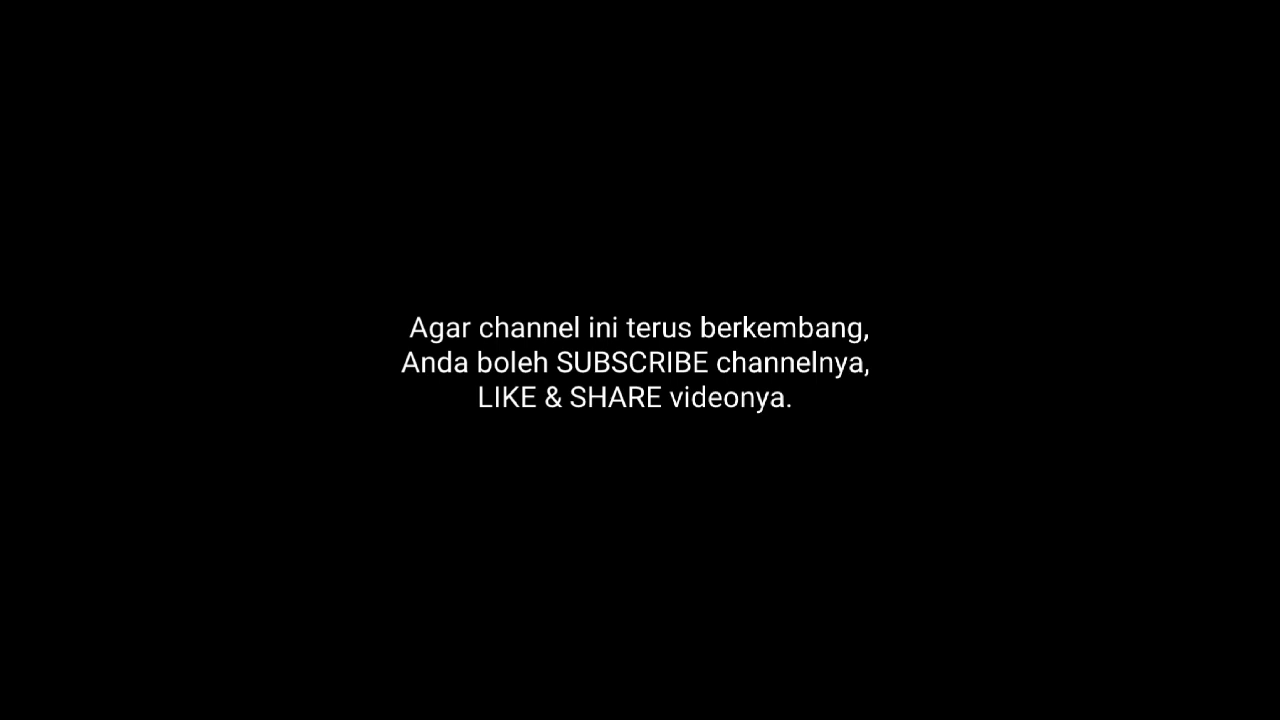 Agar channel ini terus berkembang,
Anda boleh SUBSCRIBE channelnya,
LIKE & SHARE videonya.